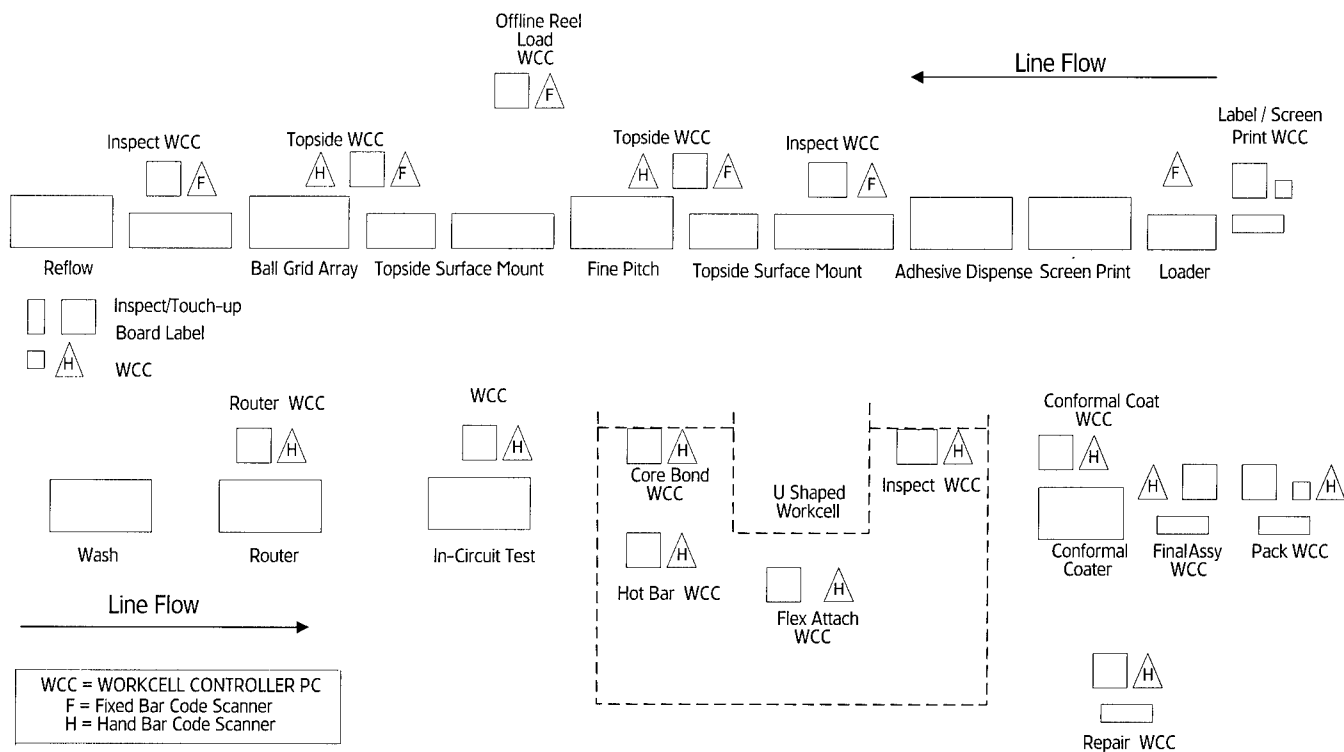 Offline Reel
Load
WCC
F
Line Flow
Label / Screen
Print WCC
Inspect WCC
F
Topside WCC
H
F
Topside WCC
H
F
Inspect WCC
F
F
Reflow
Ball Grid Array
Topside Surface Mount
Fine Pitch
Topside Surface Mount
Adhesive Dispense
Screen Print
Loader
Inspect/Touch-up
Board Label
H
WCC
Router WCC
H
WCC
H
Core Bond
WCC
H
U Shaped
Workcell
H
Inspect WCC
Conformal Coat
WCC
H
H
H
Wash
Router
In-Circuit Test
H
Hot Bar WCC
H
Flex Attach
WCC
Conformal
Coater
Final Assy
WCC
Pack WCC
Line Flow
WCC = WORKCELL CONTROLLER PC
F = Fixed Bar Code Scanner
H = Hand Bar Code Scanner
H
Repair WCC